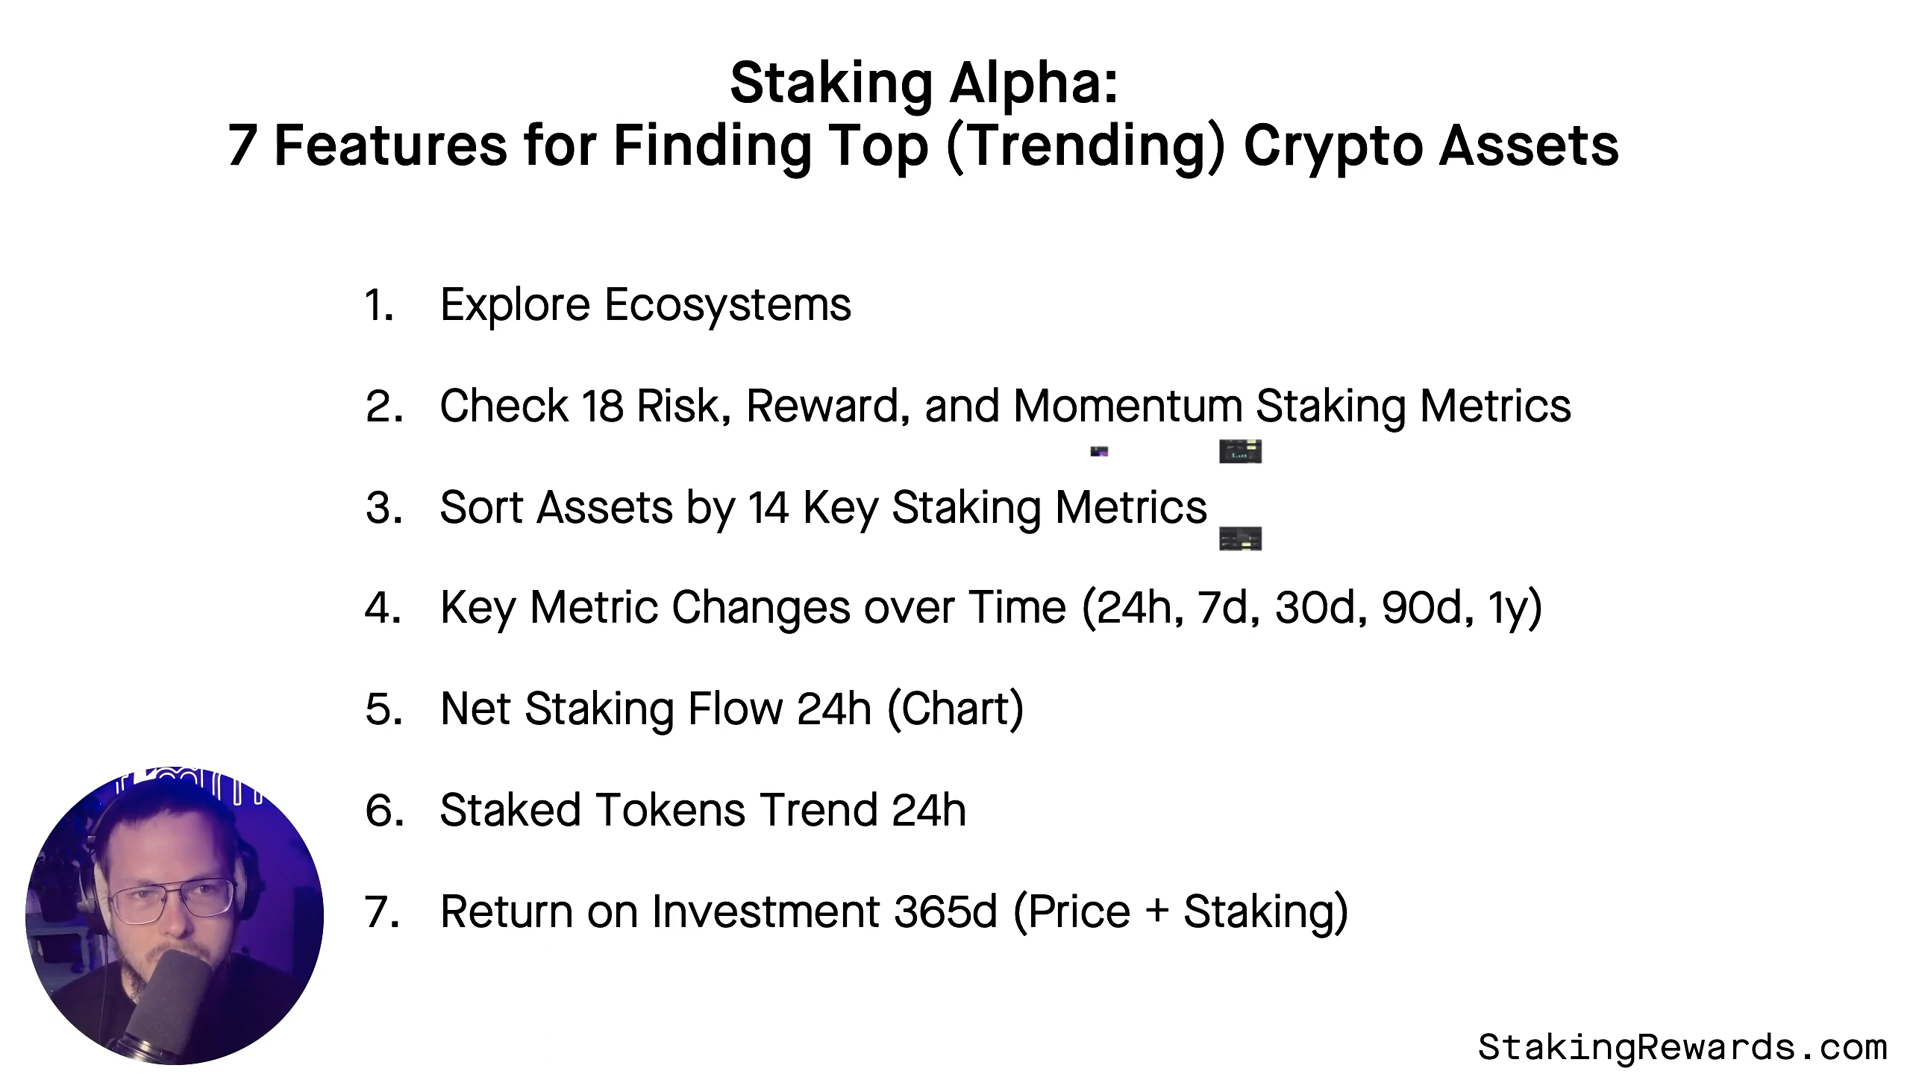 Staking Alpha:
7 Features for Finding Top (Trending) Crypto Assets
1. Explore Ecosystems
2. Check 18 Risk, Reward, and Momentum Staking Metrics
3. Sort Assets by 14 Key Staking Metrics
4. Key Metric Changes over Time (24h, 7d, 30d, 90d, 1y)
5. Net Staking Flow 24h (Chart)
6. Staked Tokens Trend 24h
7. Return on Investment 365d (Price + Staking)
StakingRewards.com